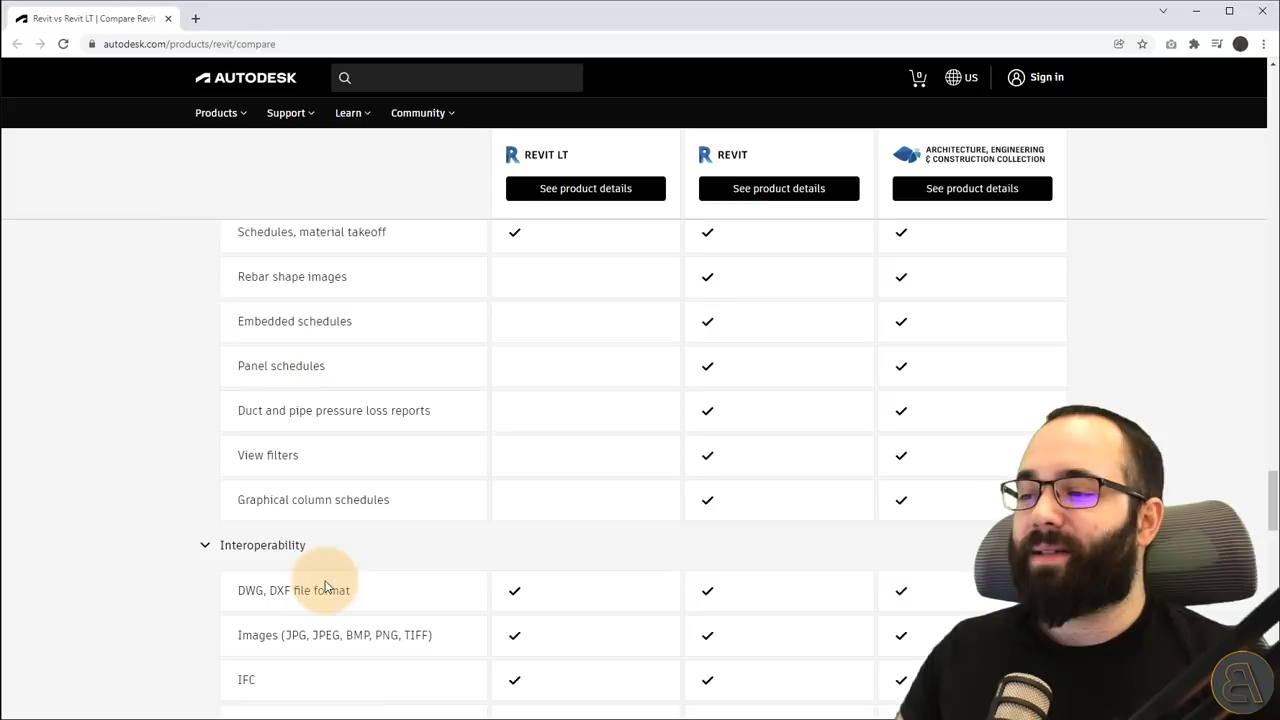 Revit vs Revit LT | Compare Revit
autodesk.com/products/revit/compare
AUTODESK
0
US
Sign in
Products
Support
Learn
Community
REVIT LT
REVIT
ARCHITECTURE, ENGINEERING
& CONSTRUCTION COLLECTION
See product details
See product details
See product details
Schedules, material takeoff
Rebar shape images
Embedded schedules
Panel schedules
Duct and pipe pressure loss reports
View filters
Graphical column schedules
Interoperability
DWG, DXF file format
Images (JPG, JPEG, BMP, PNG, TIFF)
IFC